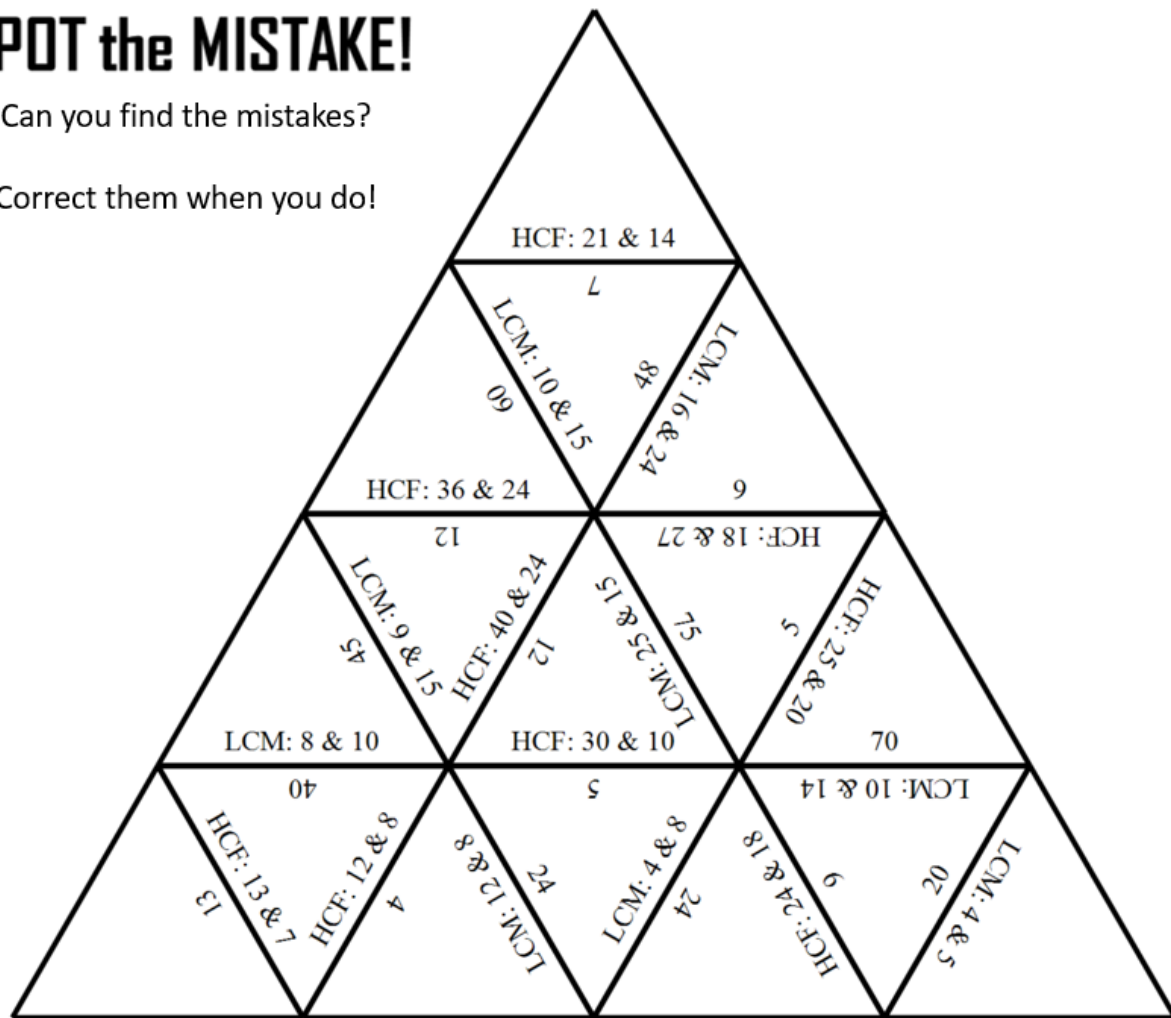 POT the MISTAKE!
Can you find the mistakes?
Correct them when you do!
HCF: 21 & 14
7
LCM: 10 & 15
60
48
LCM: 16 & 24
HCF: 36 & 24
12
9
HCF: 18 & 27
LCM: 9 & 15
45
HCF: 40 & 24
12
LCM: 25 & 15
75
5
HCF: 25 & 20
LCM: 8 & 10
40
HCF: 30 & 10
5
70
LCM: 10 & 14
HCF: 13 & 7
13
HCF: 12 & 8
4
LCM: 12 & 8
24
LCM: 4 & 8
24
HCF: 24 & 18
6
20
LCM: 4 & 5